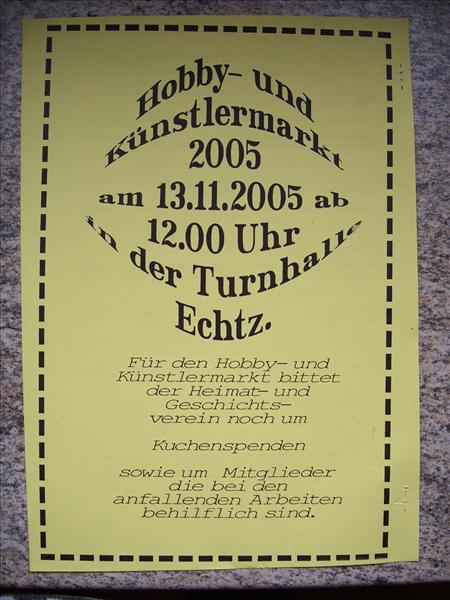 Hobby- und
Künstlermarkt
2005
am 13.11.2005 ab
12.00 Uhr
in der Turnhalle
Echtz.
Für den Hobby- und
Künstlermarkt bittet
der Heimat- und
Geschichts-
verein noch um
Kuchenspenden
sowie um Mitglieder
die bei den
anfallenden Arbeiten
behilflich sind.